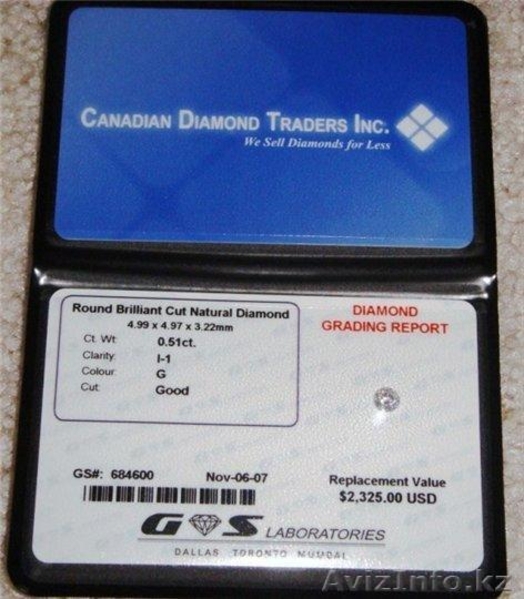 CANADIAN DIAMOND TRADERS INC.
We Sell Diamonds for Less
Round Brilliant Cut Natural Diamond
4.99 x 4.97 x 3.22mm
Ct. Wt: 0.51ct.
Clarity: I-1
Colour: G
Cut: Good
DIAMOND
GRADING REPORT
GS#: 684600 Nov-06-07
Replacement Value
$2,325.00 USD
G S LABORATORIES
DALLAS TORONTO MUMBAI
AvizInfo.kz